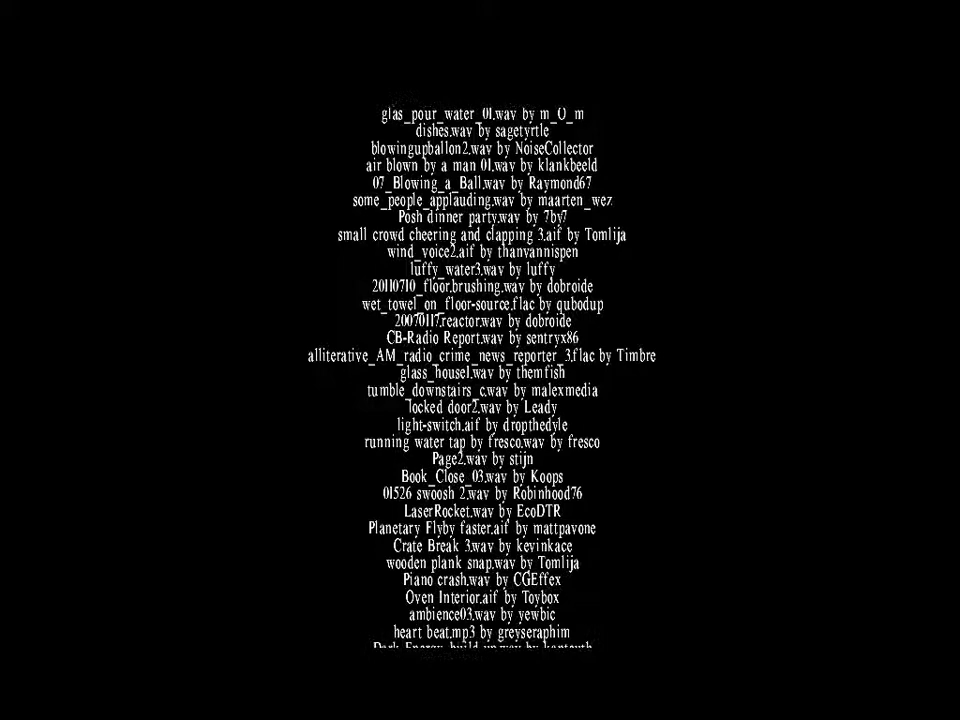 glas_pour_water_01.wav by m_O_m
dishes.wav by sagetyrtle
blowingupballon2.wav by NoiseCollector
air blown by a man 01.wav by klankbeeld
07_Blowing_a_Ball.wav by Raymond67
some_people_applauding.wav by maarten_wez
Posh dinner party.wav by 7by7
small crowd cheering and clapping 3.aif by Tomlija
wind_voice2.aif by thanvannispen
luffy_water3.wav by luffy
20110710_floor.brushing.wav by dobroide
wet_towel_on_floor-source.flac by qubodup
20070117.reactor.wav by dobroide
CB-Radio Report.wav by sentryx86
alliterative_AM_radio_crime_news_reporter_3.flac by Timbre
glass_house1.wav by themfish
tumble_downstairs_c.wav by malexmedia
locked door2.wav by Leady
light-switch.aif by dropthedyle
running water tap by fresco.wav by fresco
Page2.wav by stijn
Book_Close_03.wav by Koops
01526 swoosh 2.wav by Robinhood76
LaserRocket.wav by EcoDTR
Planetary Flyby faster.aif by mattpavone
Crate Break 3.wav by kevinkace
wooden plank snap.wav by Tomlija
Piano crash.wav by CGEffex
Oven Interior.aif by Toybox
ambience03.wav by yewbic
heart beat.mp3 by greyseraphim
Dark Energy build up.wav by